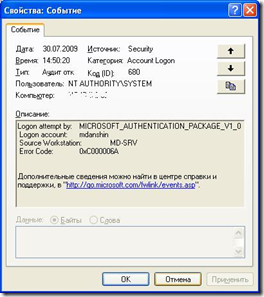 Свойства: Событие
Событие
Дата: 30.07.2009 Источник: Security
Время: 14:50:20 Категория: Account Logon
Тип: Аудит отк Код (ID): 680
Пользователь: NT AUTHORITY\SYSTEM
Компьютер:
Описание:
Logon attempt by: MICROSOFT_AUTHENTICATION_PACKAGE_V1_0
Logon account: mdanshin
Source Workstation: MD-SRV
Error Code: 0xC000006A
Дополнительные сведения можно найти в центре справки и
поддержки, в "http://go.microsoft.com/fwlink/events.asp".
Данные: Байты Слова
OK Отмена Применить